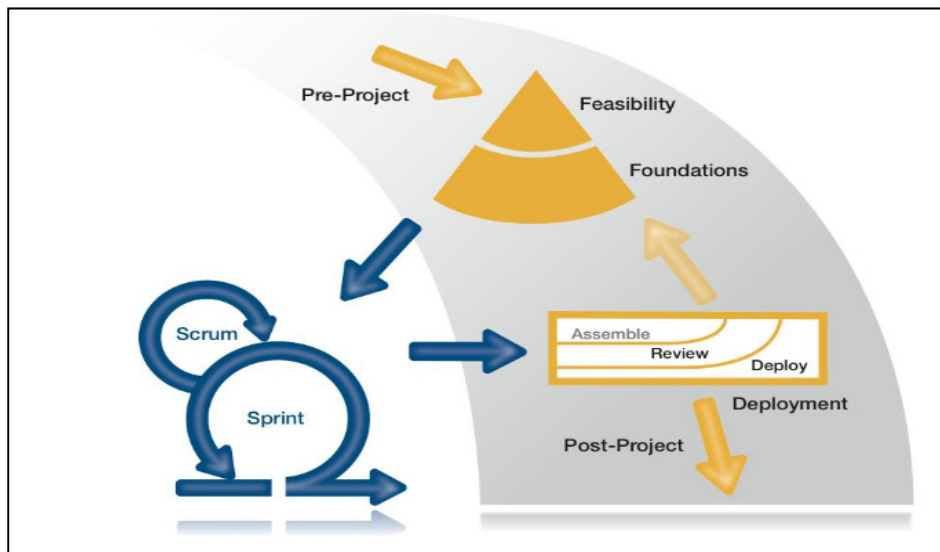 Pre-Project
Feasibility
Foundations
Scrum
Sprint
Assemble
Review
Deploy
Deployment
Post-Project